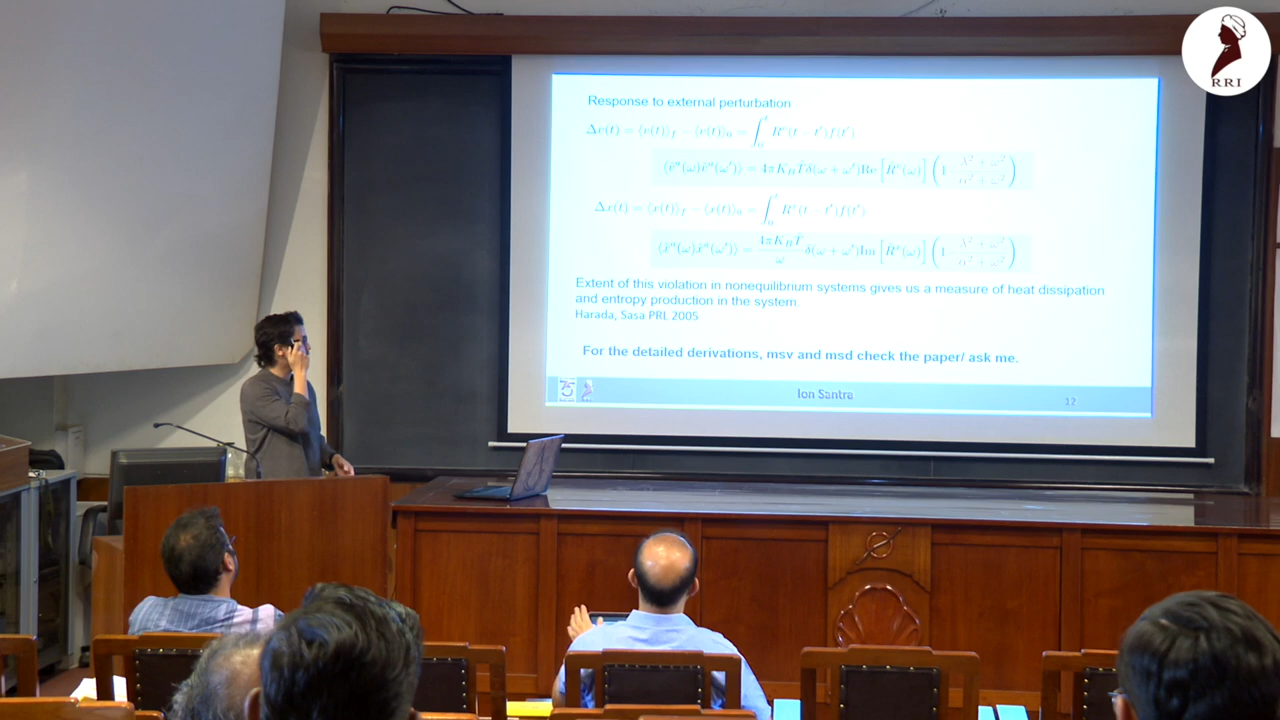 RRI
Response to external perturbation
Δv(t) = ⟨v(t)⟩_f − ⟨v(t)⟩_0 = ∫_0^t R^v(t − t′)f(t′)
Δx(t) = ⟨x(t)⟩_f − ⟨x(t)⟩_0 = ∫_0^t R^x(t − t′)f(t′)
Extent of this violation in nonequilibrium systems gives us a measure of heat dissipation
and entropy production in the system.
Harada, Sasa PRL 2005
For the detailed derivations, msv and msd check the paper/ ask me.
75
Ion Santra
12